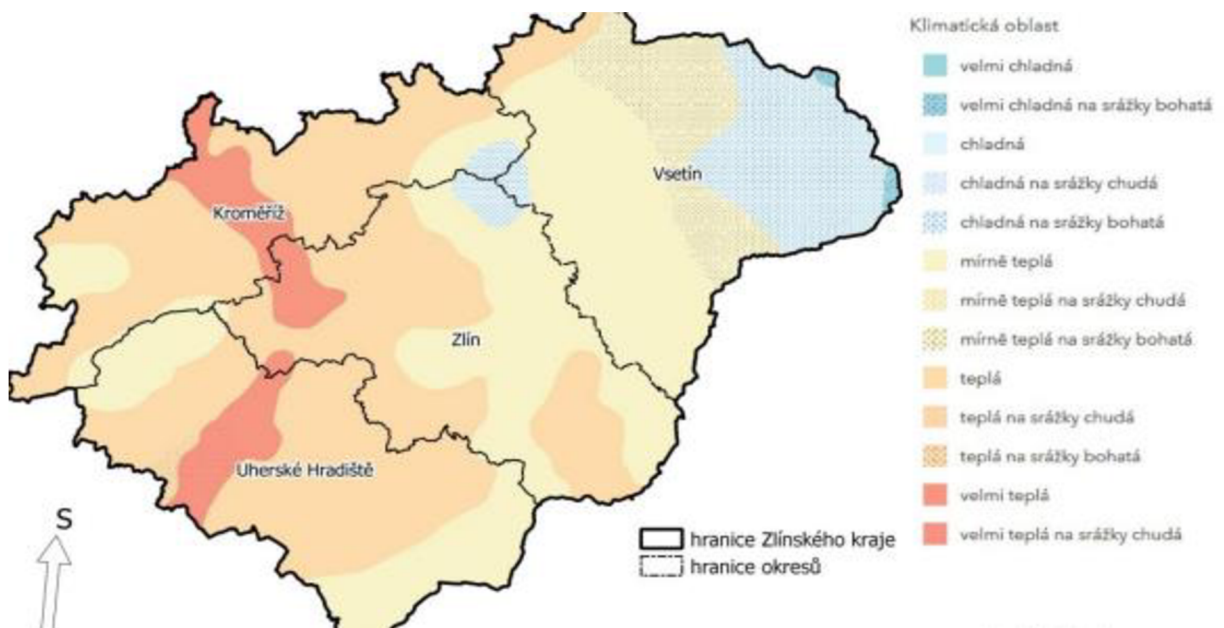 Klimatická oblast
velmi chladná
velmi chladná na srážky bohatá
chladná
chladná na srážky chudá
chladná na srážky bohatá
mírně teplá
mírně teplá na srážky chudá
mírně teplá na srážky bohatá
teplá
teplá na srážky chudá
teplá na srážky bohatá
velmi teplá
velmi teplá na srážky chudá
Vsetín
Kroměříž
Zlín
Uherské Hradiště
S
hranice Zlínského kraje
hranice okresů